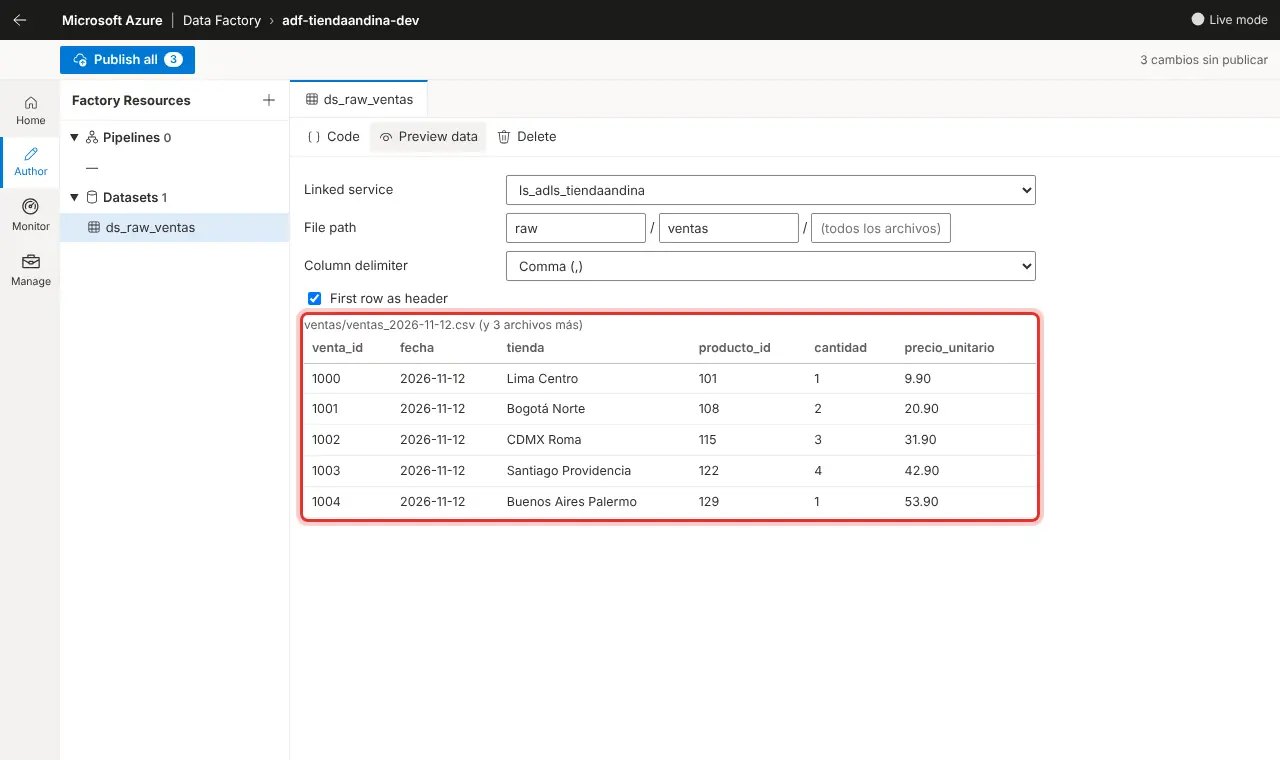 Microsoft Azure | Data Factory › adf-tiendaandina-dev
Live mode
Publish all 3
3 cambios sin publicar
Home
Author
Monitor
Manage
Factory Resources
Pipelines 0
—
Datasets 1
ds_raw_ventas
ds_raw_ventas
{ } Code
Preview data
Delete
Linked service
ls_adls_tiendaandina
File path
raw / ventas / (todos los archivos)
Column delimiter
Comma (,)
First row as header
ventas/ventas_2026-11-12.csv (y 3 archivos más)
venta_id fecha tienda producto_id cantidad precio_unitario
1000 2026-11-12 Lima Centro 101 1 9.90
1001 2026-11-12 Bogotá Norte 108 2 20.90
1002 2026-11-12 CDMX Roma 115 3 31.90
1003 2026-11-12 Santiago Providencia 122 4 42.90
1004 2026-11-12 Buenos Aires Palermo 129 1 53.90